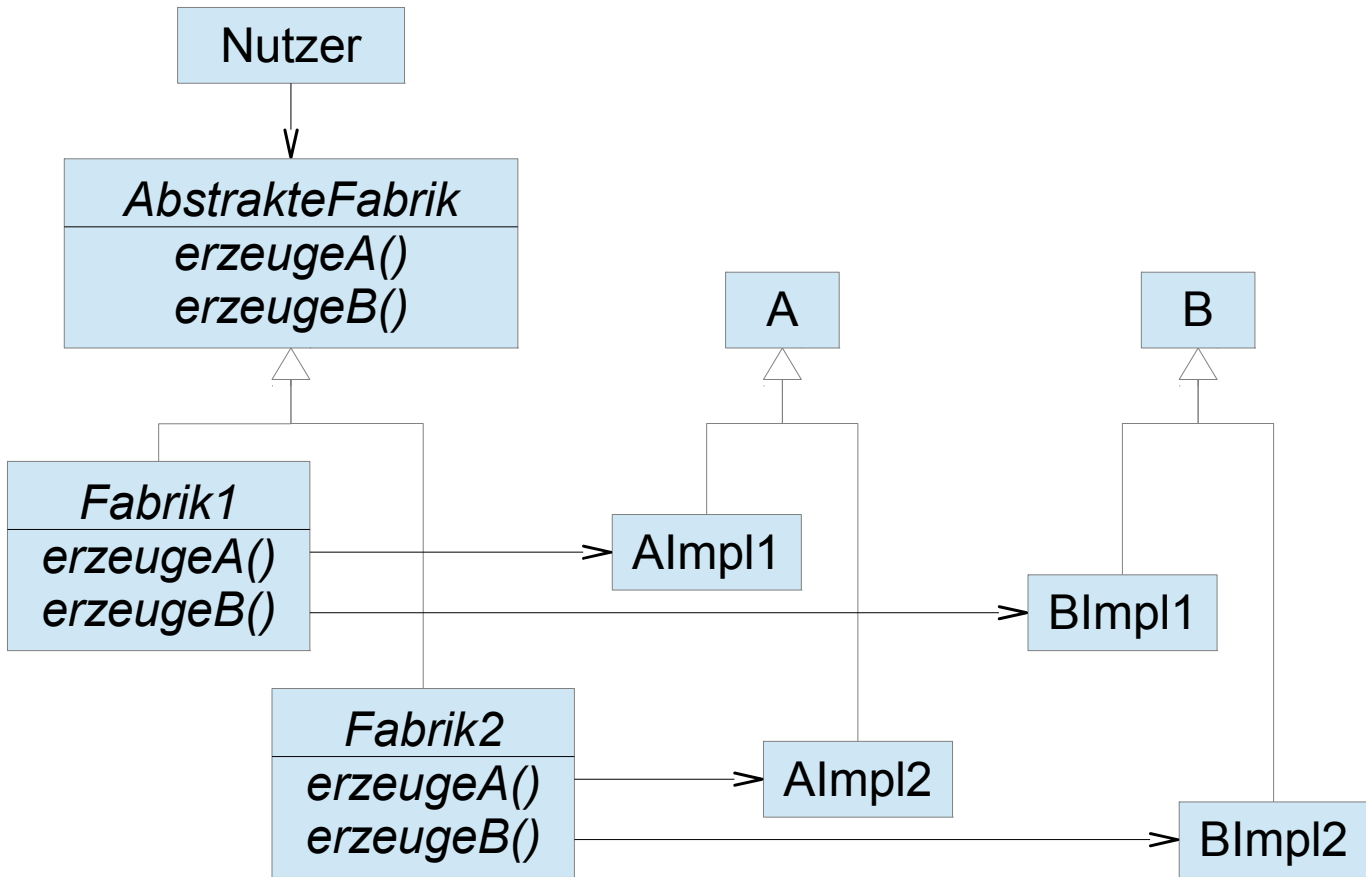 Nutzer
AbstrakteFabrik
erzeugeA()
erzeugeB()
A
B
Fabrik1
erzeugeA()
erzeugeB()
AImpl1
BImpl1
Fabrik2
erzeugeA()
erzeugeB()
AImpl2
BImpl2